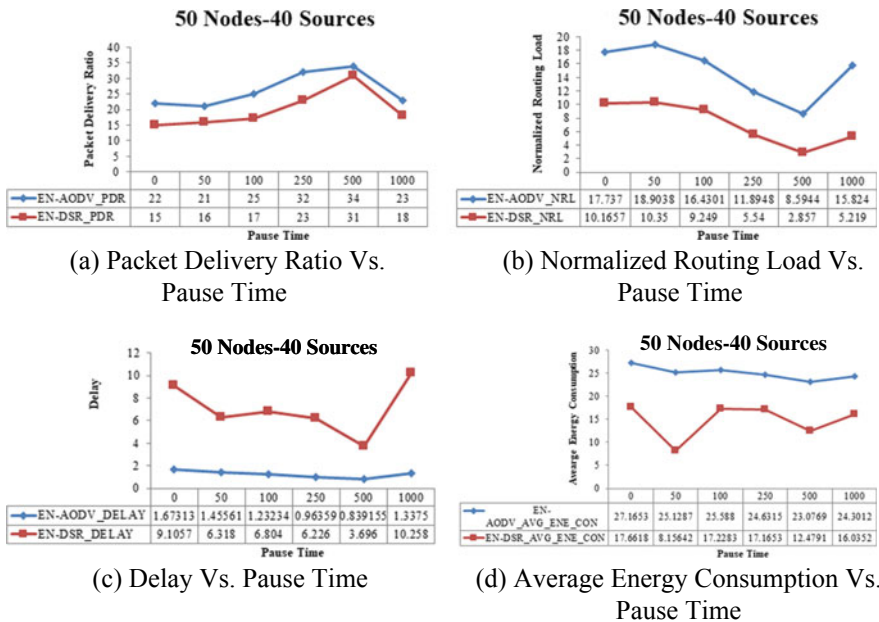 50 Nodes-40 Sources
Packet Delivery Ratio
40
35
30
25
20
15
10
5
0
0 50 100 250 500 1000
EN-AODV_PDR 22 21 25 32 34 23
EN-DSR_PDR 15 16 17 23 31 18
Pause Time
(a) Packet Delivery Ratio Vs.
Pause Time
50 Nodes-40 Sources
Normalized Routing Load
20
18
16
14
12
10
8
6
4
2
0
0 50 100 250 500 1000
EN-AODV_NRL 17.737 18.9038 16.4301 11.8948 8.5944 15.824
EN-DSR_NRL 10.1657 10.35 9.249 5.54 2.857 5.219
Pause Time
(b) Normalized Routing Load Vs.
Pause Time
50 Nodes-40 Sources
Delay
12
10
8
6
4
2
0
0 50 100 250 500 1000
EN-AODV_DELAY 1.67313 1.45561 1.23234 0.96359 0.839155 1.3375
EN-DSR_DELAY 9.1057 6.318 6.804 6.226 3.696 10.258
Pause Time
(c) Delay Vs. Pause Time
50 Nodes-40 Sources
Avearge Energy Consumption
30
25
20
15
10
5
0
0 50 100 250 500 1000
EN-
AODV_AVG_ENE_CON 27.1653 25.1287 25.588 24.6315 23.0769 24.3012
EN-DSR_AVG_ENE_CON 17.6618 8.15642 17.2283 17.1653 12.4791 16.0352
Pause Time
(d) Average Energy Consumption Vs.
Pause Time